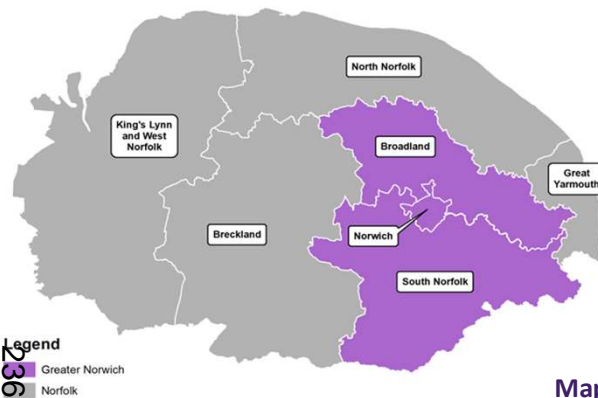 North Norfolk
King's Lynn
and West
Norfolk
Broadland
Great
Yarmouth
Norwich
Breckland
South Norfolk
Legend
Greater Norwich
Norfolk
236
Map